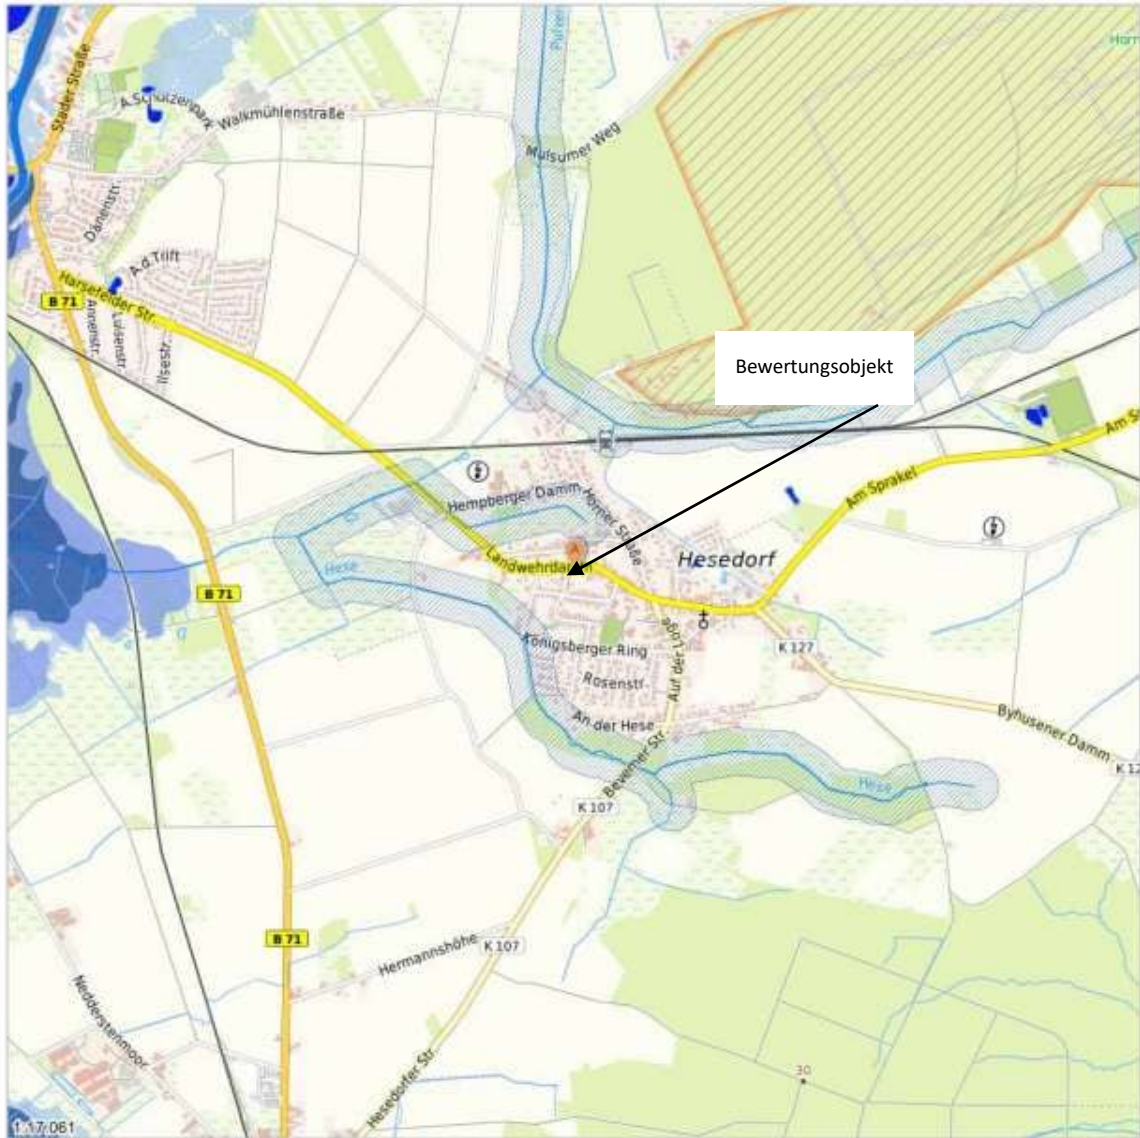 Stader Straße
A.Schützenpark
Walkmühlenstraße
Mulsumer Weg
Dänenstr.
A.d.Trift
Harsefelder Str.
B 71
Annenstr.
Luisenstr.
Ilsestr.
Bewertungsobjekt
Am Sprakel
Hempberger Damm
Horner Straße
Hesedorf
Landwehrdamm
Hese
B 71
Königsberger Ring
Auf der Loge
K 127
Rosenstr.
An der Hese
Byhusener Damm
Beverner Str.
Hese
K 107
B 71
Hermannshöhe
K 107
Nedderstenmoor
Hesedorfer Str.
30
1:17.061